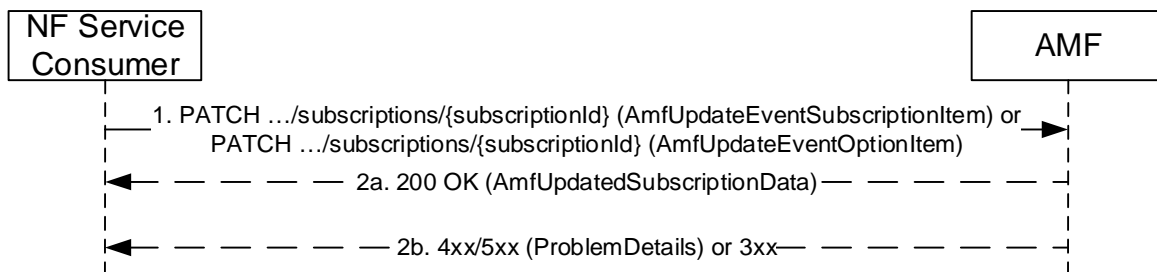 NF Service
Consumer
AMF
1. PATCH …/subscriptions/{subscriptionId} (AmfUpdateEventSubscriptionItem) or
PATCH …/subscriptions/{subscriptionId} (AmfUpdateEventOptionItem)
2a. 200 OK (AmfUpdatedSubscriptionData)
2b. 4xx/5xx (ProblemDetails) or 3xx